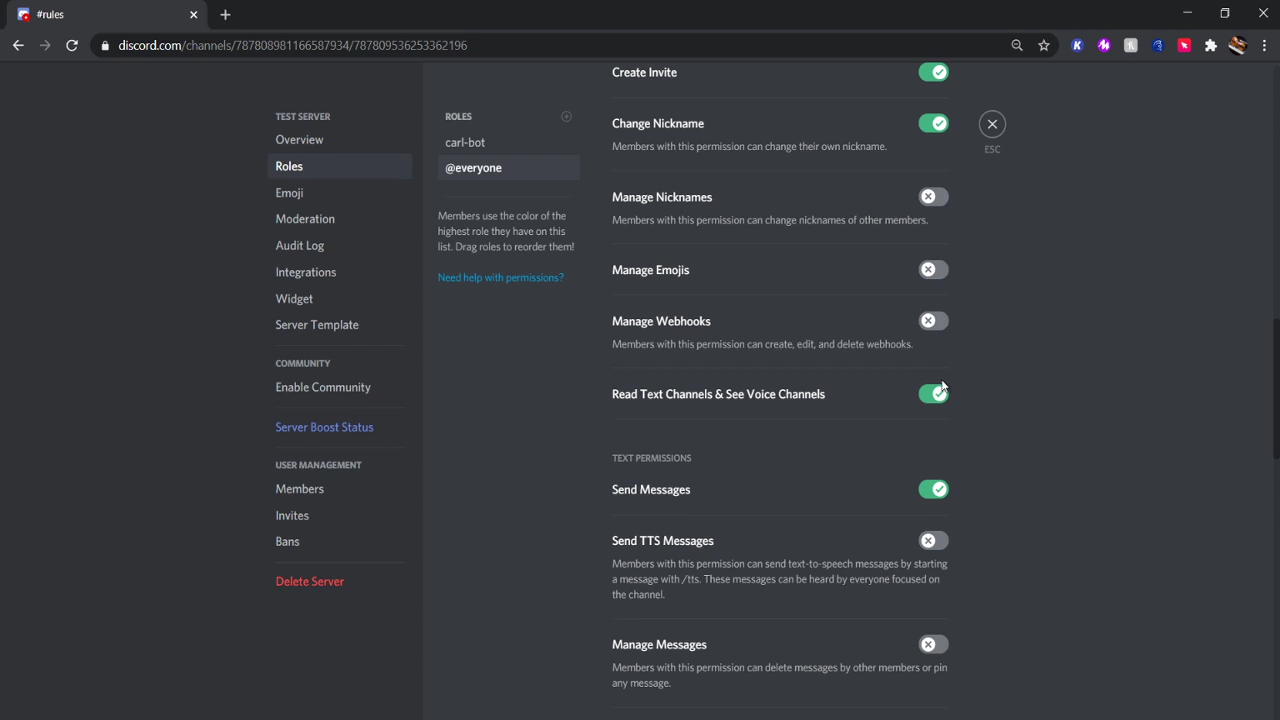 #rules
discord.com/channels/787808981166587934/787809536253362196
TEST SERVER
Overview
Roles
Emoji
Moderation
Audit Log
Integrations
Widget
Server Template
COMMUNITY
Enable Community
Server Boost Status
USER MANAGEMENT
Members
Invites
Bans
Delete Server
ROLES
carl-bot
@everyone
Members use the color of the
highest role they have on this
list. Drag roles to reorder them!
Need help with permissions?
Create Invite
Change Nickname
Members with this permission can change their own nickname.
Manage Nicknames
Members with this permission can change nicknames of other members.
Manage Emojis
Manage Webhooks
Members with this permission can create, edit, and delete webhooks.
Read Text Channels & See Voice Channels
TEXT PERMISSIONS
Send Messages
Send TTS Messages
Members with this permission can send text-to-speech messages by starting
a message with /tts. These messages can be heard by everyone focused on
the channel.
Manage Messages
Members with this permission can delete messages by other members or pin
any message.
ESC